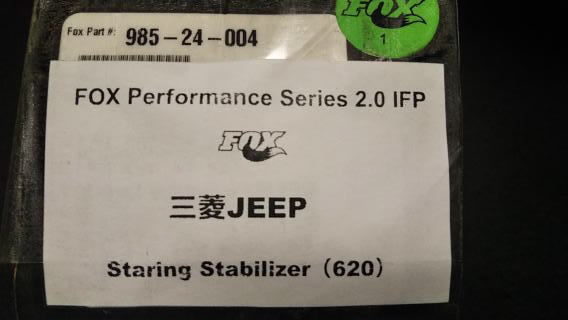 FOX
1
Fox Part #: 985-24-004
FOX Performance Series 2.0 IFP
FOX
三菱JEEP
Staring Stabilizer（620）